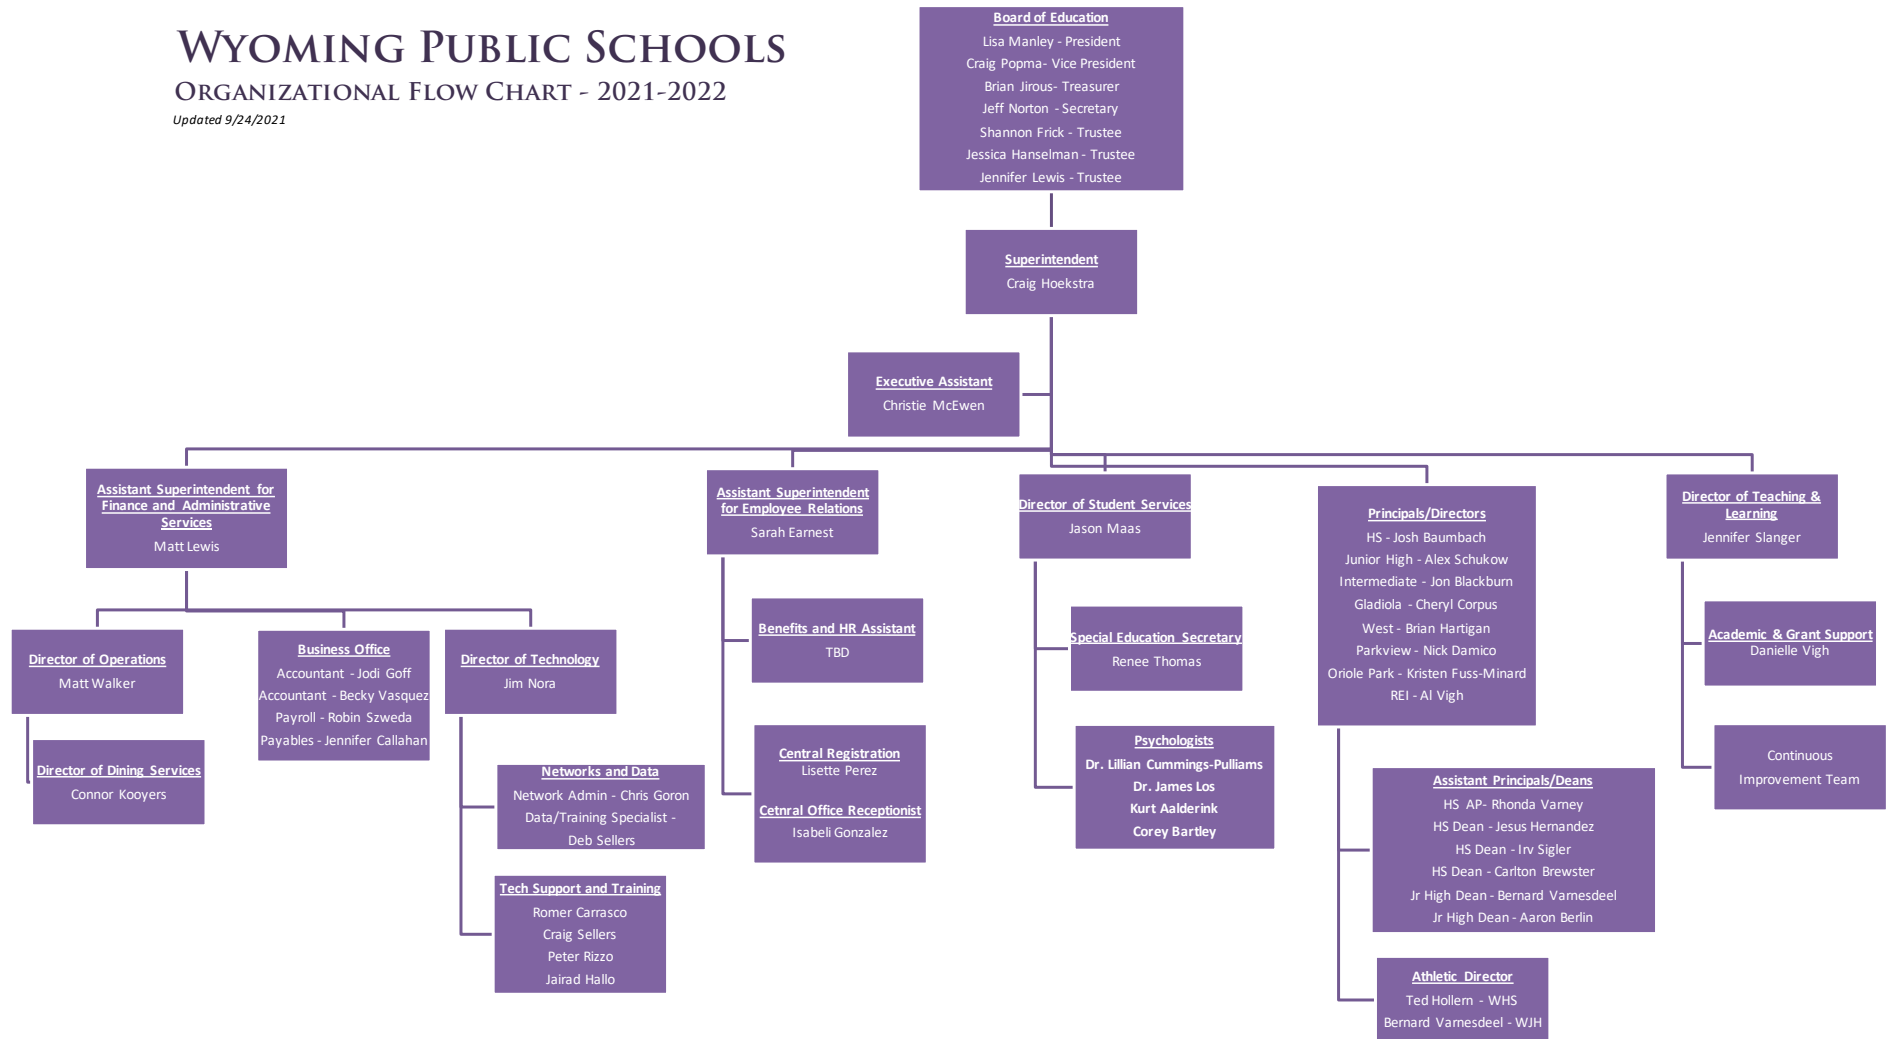 WYOMING PUBLIC SCHOOLS
ORGANIZATIONAL FLOW CHART - 2021-2022
Updated 9/24/2021
Board of Education
Lisa Manley - President
Craig Popma- Vice President
Brian Jirous- Treasurer
Jeff Norton - Secretary
Shannon Frick - Trustee
Jessica Hanselman - Trustee
Jennifer Lewis - Trustee
Superintendent
Craig Hoekstra
Executive Assistant
Christie McEwen
Assistant Superintendent for
Finance and Administrative
Services
Matt Lewis
Director of Operations
Matt Walker
Director of Dining Services
Connor Kooyers
Business Office
Accountant - Jodi Goff
Accountant - Becky Vasquez
Payroll - Robin Szweda
Payables - Jennifer Callahan
Director of Technology
Jim Nora
Networks and Data
Network Admin - Chris Goron
Data/Training Specialist -
Deb Sellers
Tech Support and Training
Romer Carrasco
Craig Sellers
Peter Rizzo
Jairad Hallo
Assistant Superintendent
for Employee Relations
Sarah Earnest
Benefits and HR Assistant
TBD
Central Registration
Lisette Perez
Cetnral Office Receptionist
Isabeli Gonzalez
Director of Student Services
Jason Maas
Special Education Secretary
Renee Thomas
Psychologists
Dr. Lillian Cummings-Pulliams
Dr. James Los
Kurt Aalderink
Corey Bartley
Principals/Directors
HS - Josh Baumbach
Junior High - Alex Schukow
Intermediate - Jon Blackburn
Gladiola - Cheryl Corpus
West - Brian Hartigan
Parkview - Nick Damico
Oriole Park - Kristen Fuss-Minard
REI - Al Vigh
Assistant Principals/Deans
HS AP- Rhonda Varney
HS Dean - Jesus Hernandez
HS Dean - Irv Sigler
HS Dean - Carlton Brewster
Jr High Dean - Bernard Varnesdeel
Jr High Dean - Aaron Berlin
Athletic Director
Ted Hollern - WHS
Bernard Varnesdeel - WJH
Director of Teaching &
Learning
Jennifer Slanger
Academic & Grant Support
Danielle Vigh
Continuous
Improvement Team